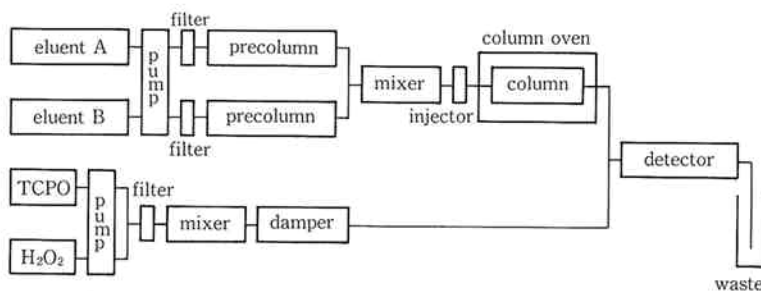 eluent A
pump
filter
precolumn
eluent B
filter
precolumn
mixer
injector
column oven
column
TCPO
H₂O₂
pump
filter
mixer
damper
detector
waste